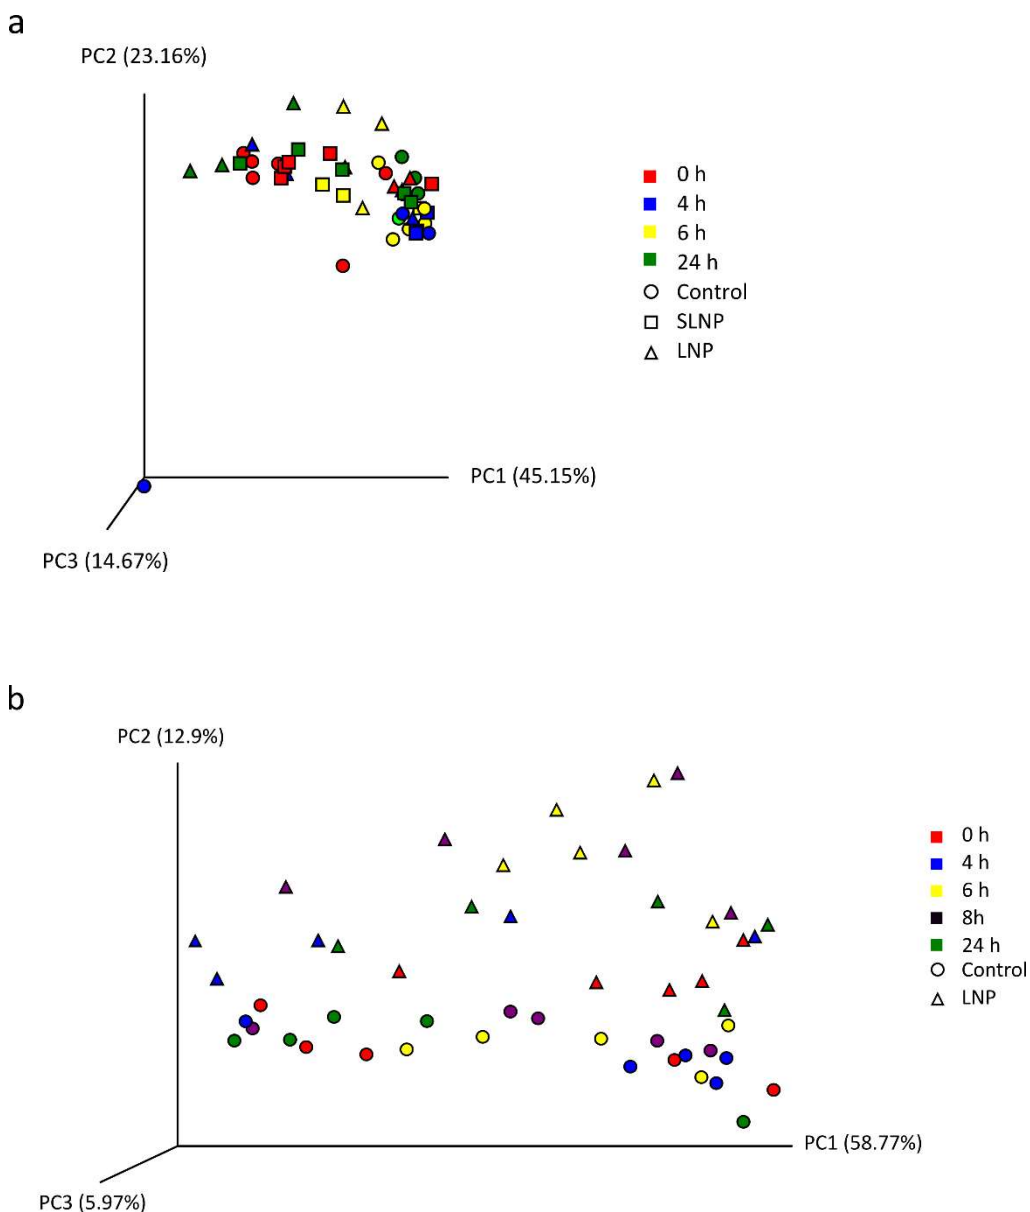 a
PC2 (23.16%)
0 h
4 h
6 h
24 h
Control
SLNP
LNP
PC1 (45.15%)
PC3 (14.67%)
b
PC2 (12.9%)
0 h
4 h
6 h
8h
24 h
Control
LNP
PC1 (58.77%)
PC3 (5.97%)